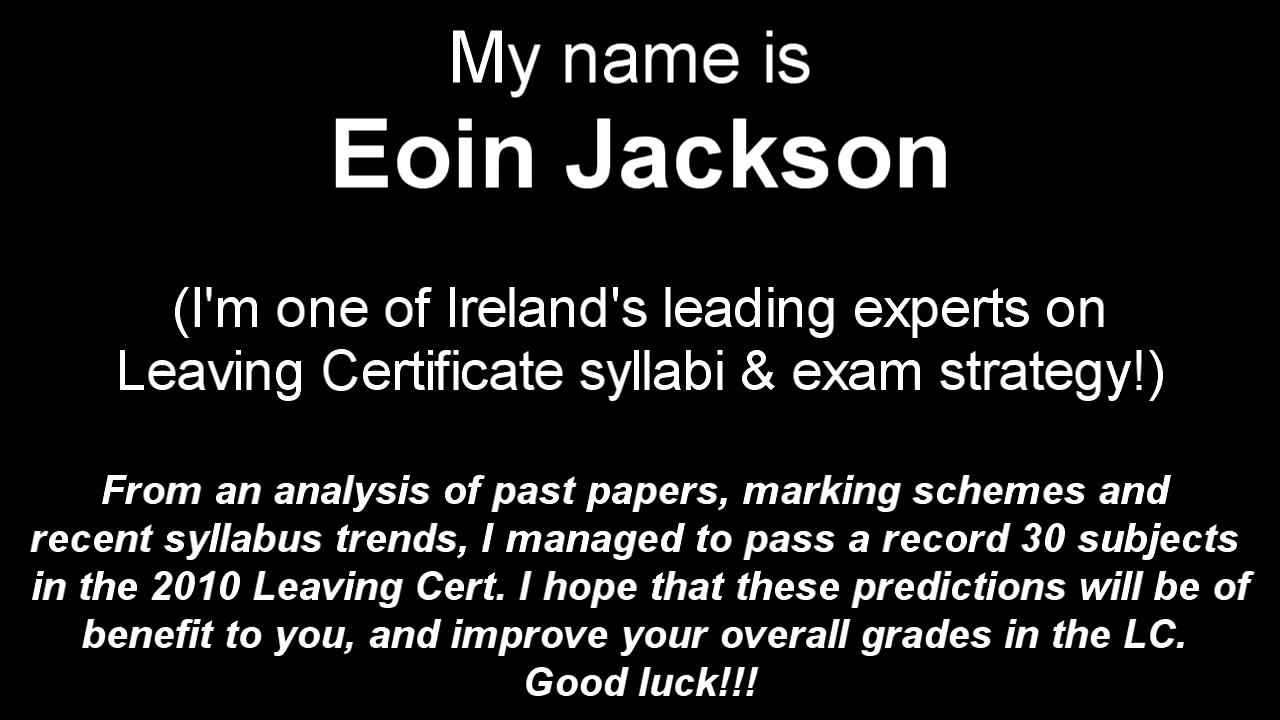 My name is
Eoin Jackson
(I'm one of Ireland's leading experts on
Leaving Certificate syllabi & exam strategy!)
From an analysis of past papers, marking schemes and
recent syllabus trends, I managed to pass a record 30 subjects
in the 2010 Leaving Cert. I hope that these predictions will be of
benefit to you, and improve your overall grades in the LC.
Good luck!!!